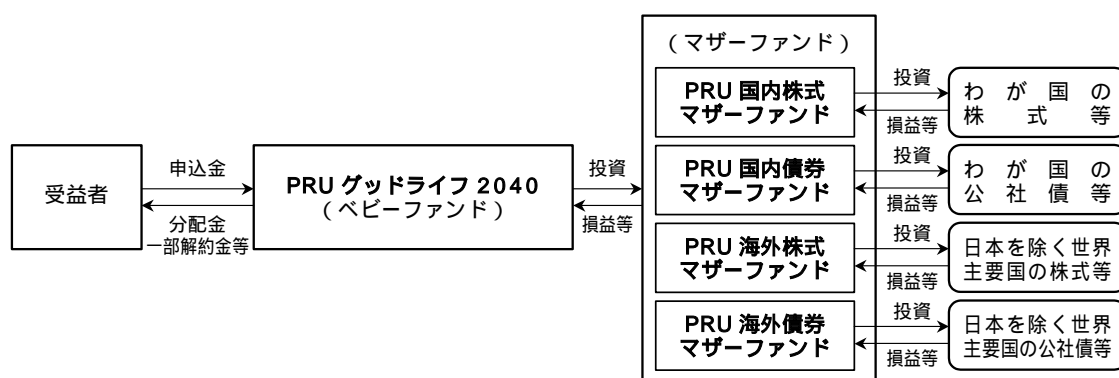 受益者
申込金
分配金
一部解約金等
PRU グッドライフ 2040
（ベビーファンド）
投資
損益等
（マザーファンド）
PRU 国内株式
マザーファンド
投資
損益等
わが国の
株式等
PRU 国内債券
マザーファンド
投資
損益等
わが国の
公社債等
PRU 海外株式
マザーファンド
投資
損益等
日本を除く世界
主要国の株式等
PRU 海外債券
マザーファンド
投資
損益等
日本を除く世界
主要国の公社債等